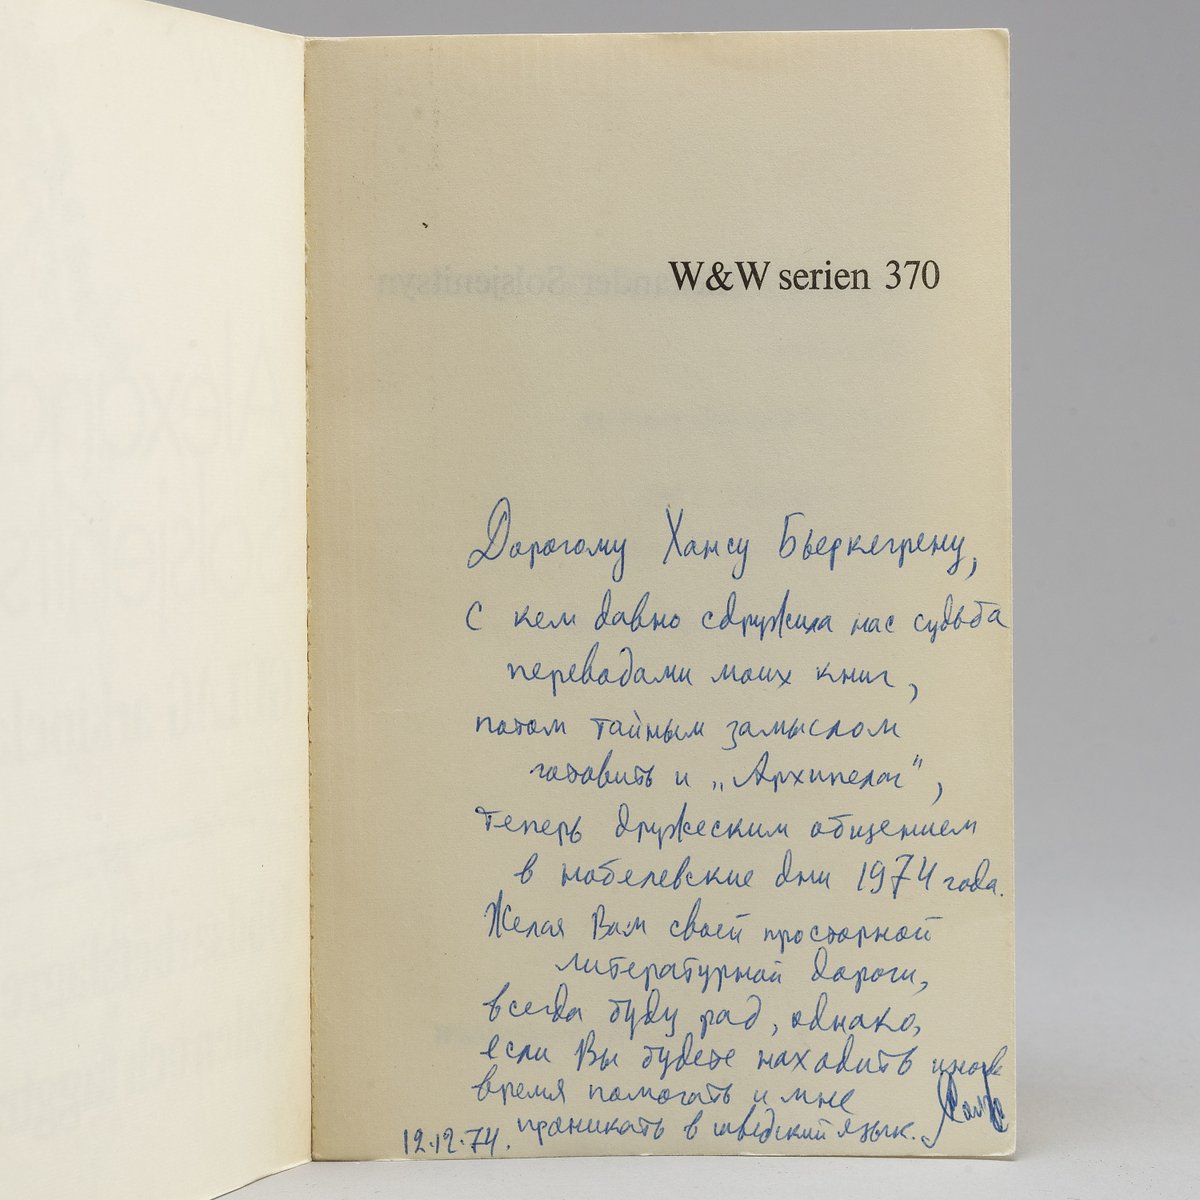 W&W serien 370
Дорогому Хансу Бьеркегрену,
с кем давно сдружила нас судьба
переводами моих книг,
потом тайным замыслом
готовить и „Архипелаг",
теперь дружеским общением
в нобелевские дни 1974 года.
Желая Вам своей просторной
литературной дороги,
всегда буду рад, однако,
если Вы будете находить иногда
время помогать и мне
проникать в шведский язык.
12.12.74.